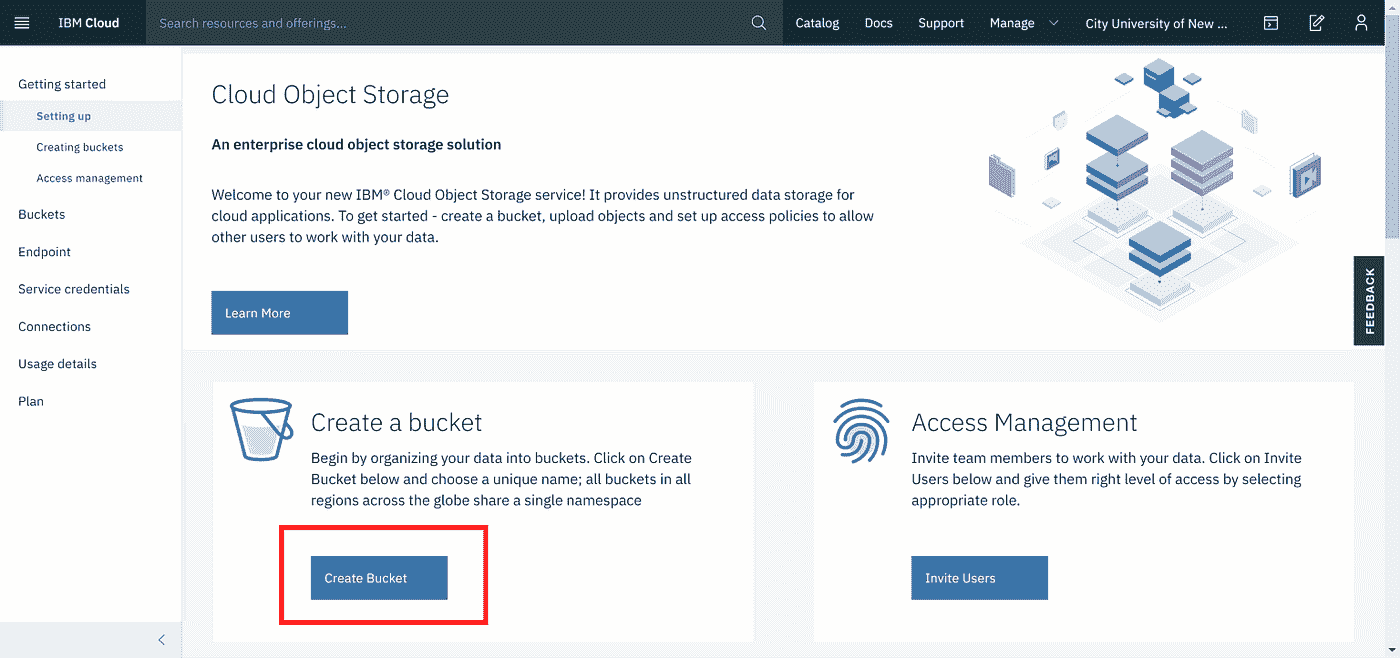 IBM Cloud
Search resources and offerings...
Catalog
Docs
Support
Manage
City University of New ...
Getting started
Setting up
Creating buckets
Access management
Buckets
Endpoint
Service credentials
Connections
Usage details
Plan
Cloud Object Storage
An enterprise cloud object storage solution
Welcome to your new IBM® Cloud Object Storage service! It provides unstructured data storage for
cloud applications. To get started - create a bucket, upload objects and set up access policies to allow
other users to work with your data.
Learn More
FEEDBACK
Create a bucket
Begin by organizing your data into buckets. Click on Create
Bucket below and choose a unique name; all buckets in all
regions across the globe share a single namespace
Create Bucket
Access Management
Invite team members to work with your data. Click on Invite
Users below and give them right level of access by selecting
appropriate role.
Invite Users